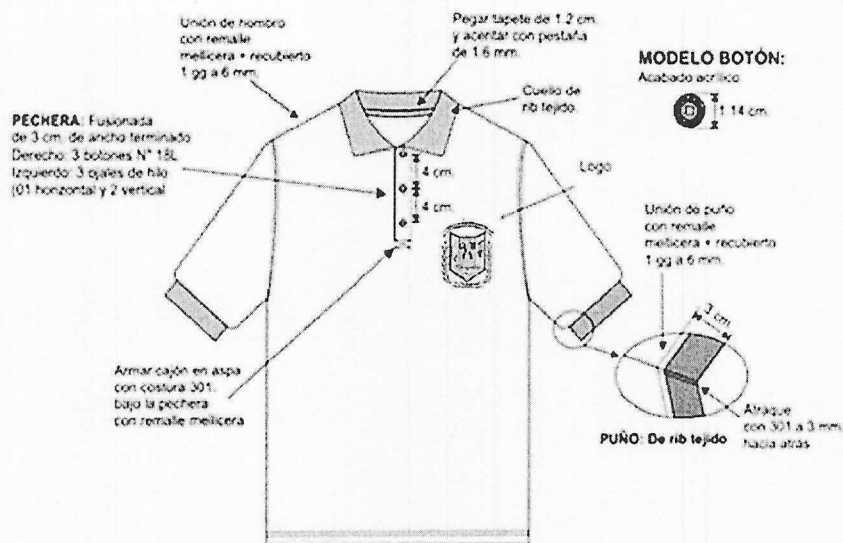 Unión de hombro
con remalle
mellicera + recubierto
1 gg a 6 mm.
Pegar tapete de 1.2 cm.
y acentar con pestaña
de 1.6 mm.
MODELO BOTÓN:
Acabado acrílico
1.14 cm.
Cuello de
rib tejido.
PECHERA: Fusionada
de 3 cm. de ancho terminado
Derecho: 3 botones N° 18L
Izquierdo: 3 ojales de hilo
(01 horizontal y 2 vertical
4 cm.
4 cm.
Logo
Unión de puño
con remalle
mellicera + recubierto
1 gg a 6 mm.
3 cm.
Armar cajón en aspa
con costura 301.
bajo la pechera
con remalle mellicera
Atraque
con 301 a 3 mm.
hacia atrás
PUÑO: De rib tejido